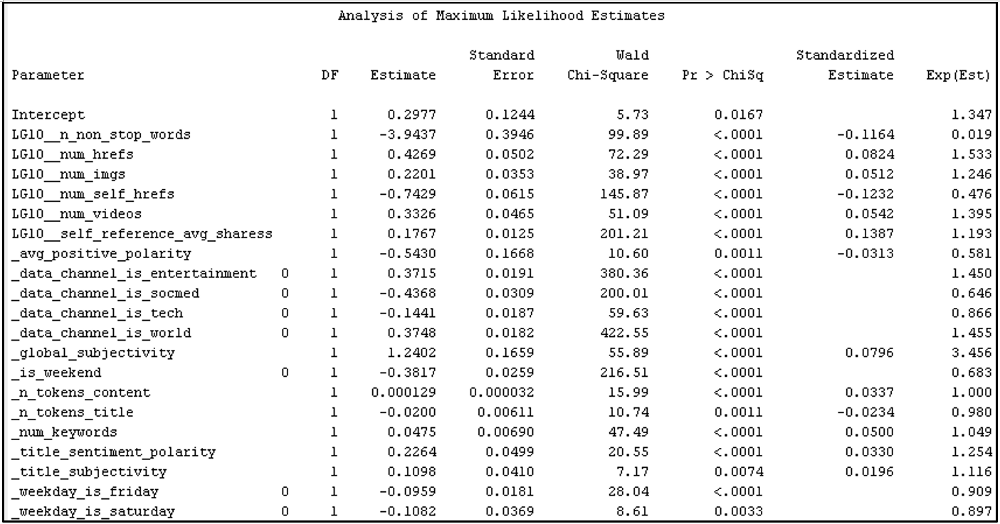 Analysis of Maximum Likelihood Estimates
Standard Wald Standardized
Parameter DF Estimate Error Chi-Square Pr > ChiSq Estimate Exp(Est)
Intercept 1 0.2977 0.1244 5.73 0.0167 1.347
LG10__n_non_stop_words 1 -3.9437 0.3946 99.89 <.0001 -0.1164 0.019
LG10__num_hrefs 1 0.4269 0.0502 72.29 <.0001 0.0824 1.533
LG10__num_imgs 1 0.2201 0.0353 38.97 <.0001 0.0512 1.246
LG10__num_self_hrefs 1 -0.7429 0.0615 145.87 <.0001 -0.1232 0.476
LG10__num_videos 1 0.3326 0.0465 51.09 <.0001 0.0542 1.395
LG10__self_reference_avg_sharess 1 0.1767 0.0125 201.21 <.0001 0.1387 1.193
_avg_positive_polarity 1 -0.5430 0.1668 10.60 0.0011 -0.0313 0.581
_data_channel_is_entertainment 0 1 0.3715 0.0191 380.36 <.0001 1.450
_data_channel_is_socmed 0 1 -0.4368 0.0309 200.01 <.0001 0.646
_data_channel_is_tech 0 1 -0.1441 0.0187 59.63 <.0001 0.866
_data_channel_is_world 0 1 0.3748 0.0182 422.55 <.0001 1.455
_global_subjectivity 1 1.2402 0.1659 55.89 <.0001 0.0796 3.456
_is_weekend 0 1 -0.3817 0.0259 216.51 <.0001 0.683
_n_tokens_content 1 0.000129 0.000032 15.99 <.0001 0.0337 1.000
_n_tokens_title 1 -0.0200 0.00611 10.74 0.0011 -0.0234 0.980
_num_keywords 1 0.0475 0.00690 47.49 <.0001 0.0500 1.049
_title_sentiment_polarity 1 0.2264 0.0499 20.55 <.0001 0.0330 1.254
_title_subjectivity 1 0.1098 0.0410 7.17 0.0074 0.0196 1.116
_weekday_is_friday 0 1 -0.0959 0.0181 28.04 <.0001 0.909
_weekday_is_saturday 0 1 -0.1082 0.0369 8.61 0.0033 0.897